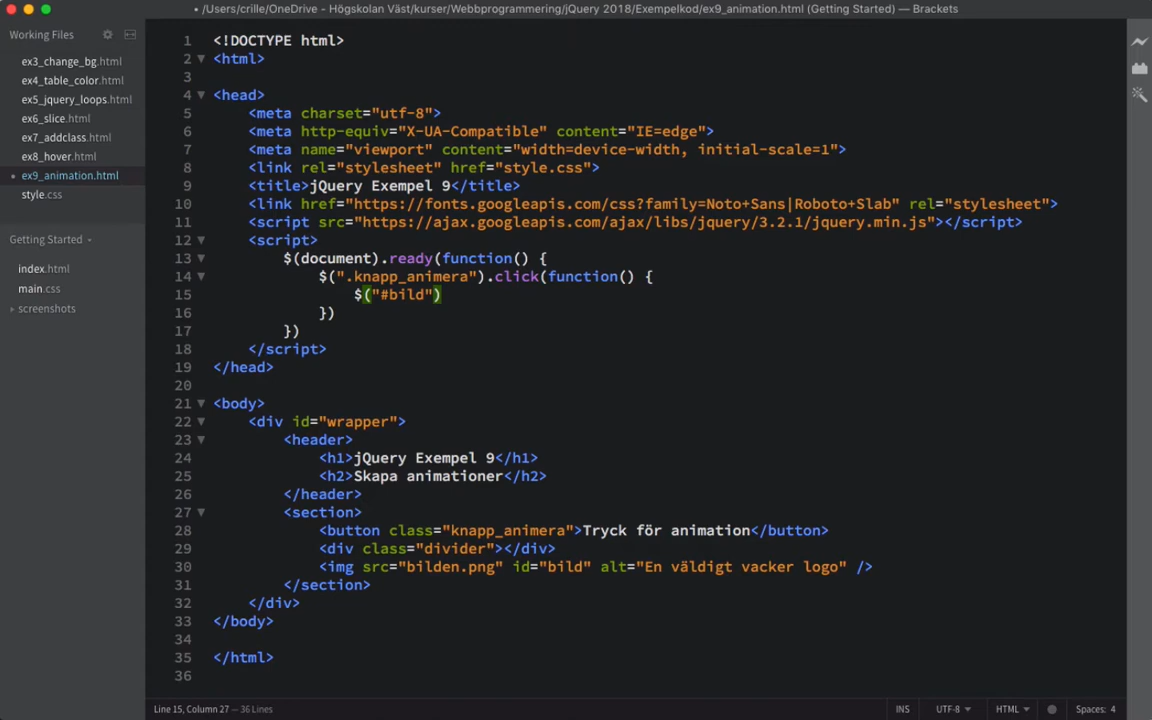 • /Users/crille/OneDrive - Högskolan Väst/kurser/Webbprogrammering/jQuery 2018/Exempelkod/ex9_animation.html (Getting Started) — Brackets
Working Files
ex3_change_bg.html
ex4_table_color.html
ex5_jquery_loops.html
ex6_slice.html
ex7_addclass.html
ex8_hover.html
• ex9_animation.html
style.css
Getting Started
index.html
main.css
screenshots
1 <!DOCTYPE html>
2 <html>
3
4 <head>
5 <meta charset="utf-8">
6 <meta http-equiv="X-UA-Compatible" content="IE=edge">
7 <meta name="viewport" content="width=device-width, initial-scale=1">
8 <link rel="stylesheet" href="style.css">
9 <title>jQuery Exempel 9</title>
10 <link href="https://fonts.googleapis.com/css?family=Noto+Sans|Roboto+Slab" rel="stylesheet">
11 <script src="https://ajax.googleapis.com/ajax/libs/jquery/3.2.1/jquery.min.js"></script>
12 <script>
13 $(document).ready(function() {
14 $(".knapp_animera").click(function() {
15 $("#bild")
16 })
17 })
18 </script>
19 </head>
20
21 <body>
22 <div id="wrapper">
23 <header>
24 <h1>jQuery Exempel 9</h1>
25 <h2>Skapa animationer</h2>
26 </header>
27 <section>
28 <button class="knapp_animera">Tryck för animation</button>
29 <div class="divider"></div>
30 <img src="bilden.png" id="bild" alt="En väldigt vacker logo" />
31 </section>
32 </div>
33 </body>
34
35 </html>
36
Line 15, Column 27 — 36 Lines
INS
UTF-8
HTML
Spaces: 4